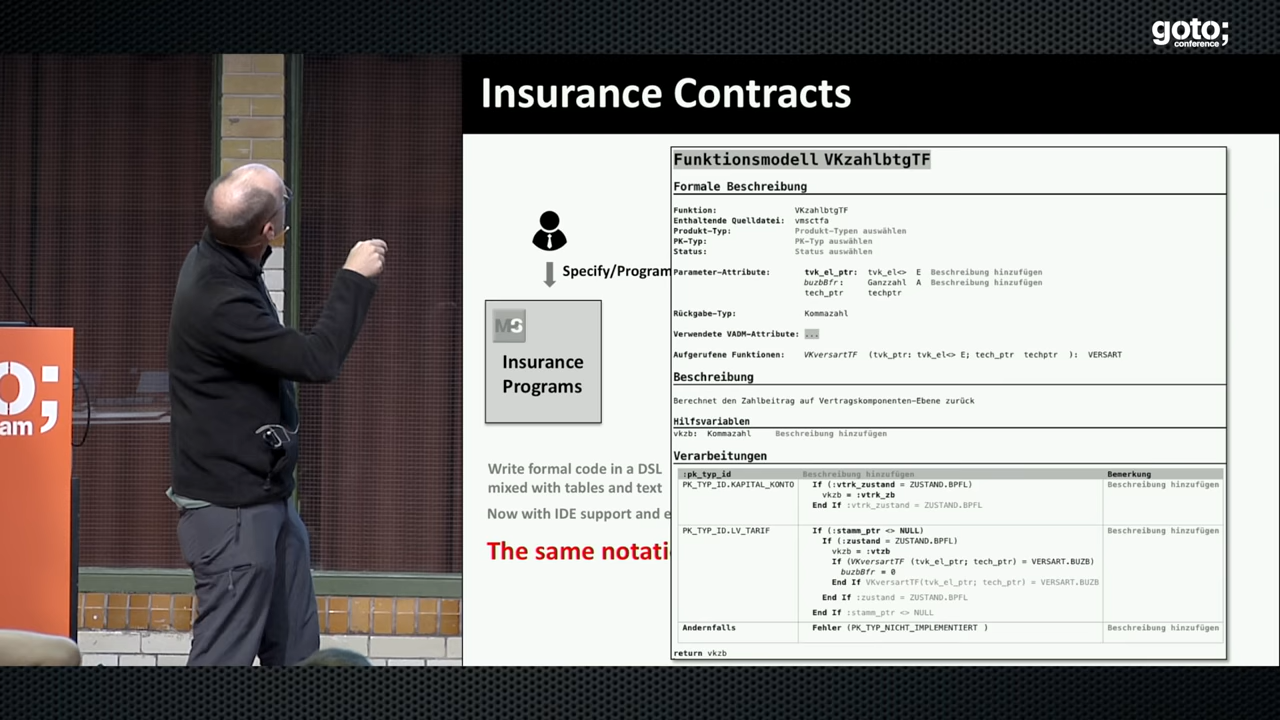 goto;
conference
Insurance Contracts
Specify/Program
MS
Insurance
Programs
Write formal code in a DSL
mixed with tables and text
Now with IDE support and e
The same notati
Funktionsmodell VKzahlbtgTF
Formale Beschreibung
Funktion: VKzahlbtgTF
Enthaltende Quelldatei: vmsctfa
Produkt-Typ: Produkt-Typen auswählen
PK-Typ: PK-Typ auswählen
Status: Status auswählen
Parameter-Attribute: tvk_el_ptr: tvk_el<> E Beschreibung hinzufügen
buzbBfr: Ganzzahl A Beschreibung hinzufügen
tech_ptr techptr
Rückgabe-Typ: Kommazahl
Verwendete VADM-Attribute: ...
Aufgerufene Funktionen: VKversartTF (tvk_ptr: tvk_el<> E; tech_ptr techptr ): VERSART
Beschreibung
Berechnet den Zahlbeitrag auf Vertragskomponenten-Ebene zurück
Hilfsvariablen
vkzb: Kommazahl Beschreibung hinzufügen
Verarbeitungen
:pk_typ_id Beschreibung hinzufügen Bemerkung
PK_TYP_ID.KAPITAL_KONTO If (:vtrk_zustand = ZUSTAND.BPFL) Beschreibung hinzufügen
vkzb = :vtrk_zb
End If :vtrk_zustand = ZUSTAND.BPFL
PK_TYP_ID.LV_TARIF If (:stamm_ptr <> NULL) Beschreibung hinzufügen
If (:zustand = ZUSTAND.BPFL)
vkzb = :vtzb
If (VKversartTF (tvk_el_ptr; tech_ptr) = VERSART.BUZB)
buzbBfr = 0
End If VKversartTF(tvk_el_ptr; tech_ptr) = VERSART.BUZB
End If :zustand = ZUSTAND.BPFL
End If :stamm_ptr <> NULL
Andernfalls Fehler (PK_TYP_NICHT_IMPLEMENTIERT ) Beschreibung hinzufügen
return vkzb
o;
am